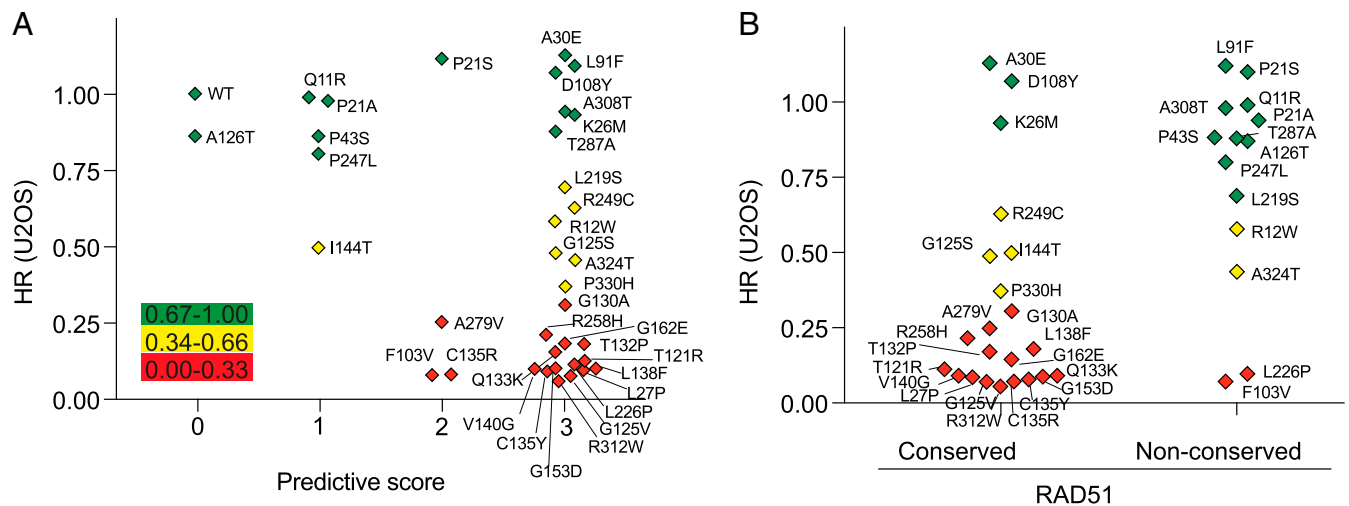 A
HR (U2OS)
1.00
0.75
0.50
0.25
0.00
0
1
2
3
Predictive score
0.67-1.00
0.34-0.66
0.00-0.33
WT
A126T
Q11R
P21A
P43S
P247L
I144T
P21S
A279V
F103V
C135R
A30E
L91F
D108Y
A308T
K26M
T287A
L219S
R249C
R12W
G125S
A324T
P330H
G130A
R258H
G162E
T132P
T121R
L138F
Q133K
L27P
L226P
V140G
G125V
C135Y
R312W
G153D
B
HR (U2OS)
1.00
0.75
0.50
0.25
0.00
A30E
D108Y
K26M
R249C
G125S
I144T
P330H
A279V
G130A
R258H
L138F
T132P
G162E
T121R
Q133K
V140G
G153D
L27P
G125V
C135Y
R312W
C135R
L91F
P21S
A308T
Q11R
P21A
P43S
T287A
A126T
P247L
L219S
R12W
A324T
L226P
F103V
Conserved
Non-conserved
RAD51